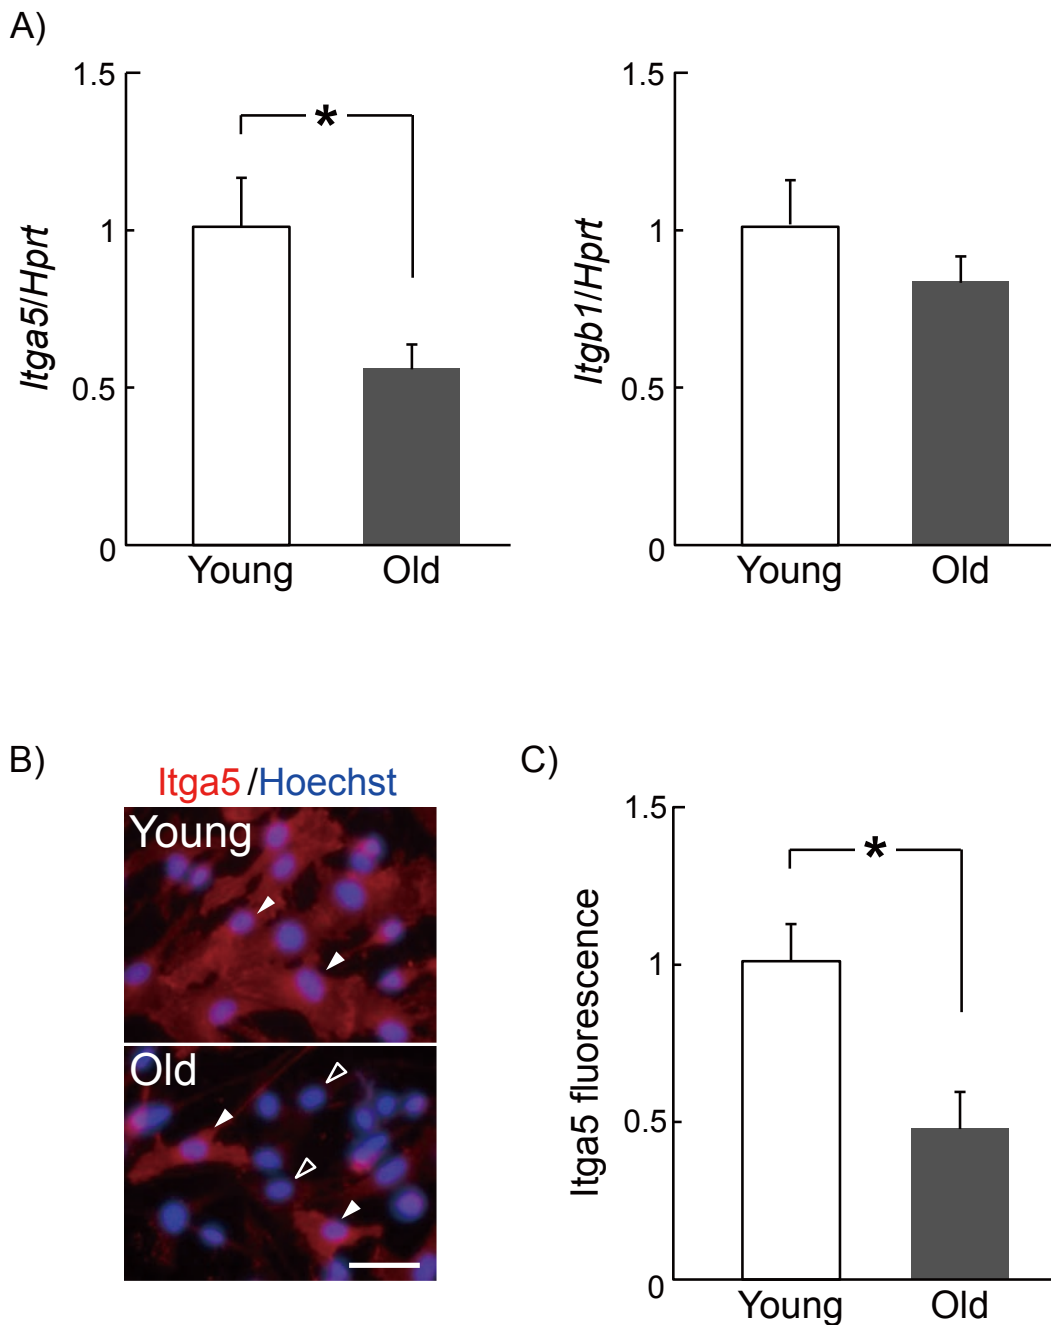 A)
1.5
1
0.5
0
Itga5/Hprt
*
Young
Old
1.5
1
0.5
0
Itgb1/Hprt
Young
Old
B)
Itga5 /Hoechst
Young
Old
C)
1.5
1
0.5
0
Itga5 fluorescence
*
Young
Old